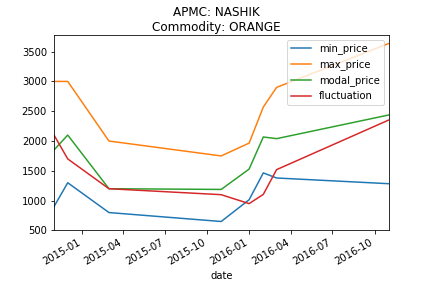 APMC: NASHIK
Commodity: ORANGE
min_price
max_price
modal_price
fluctuation
3500
3000
2500
2000
1500
1000
500
2015-01
2015-04
2015-07
2015-10
2016-01
2016-04
2016-07
2016-10
date